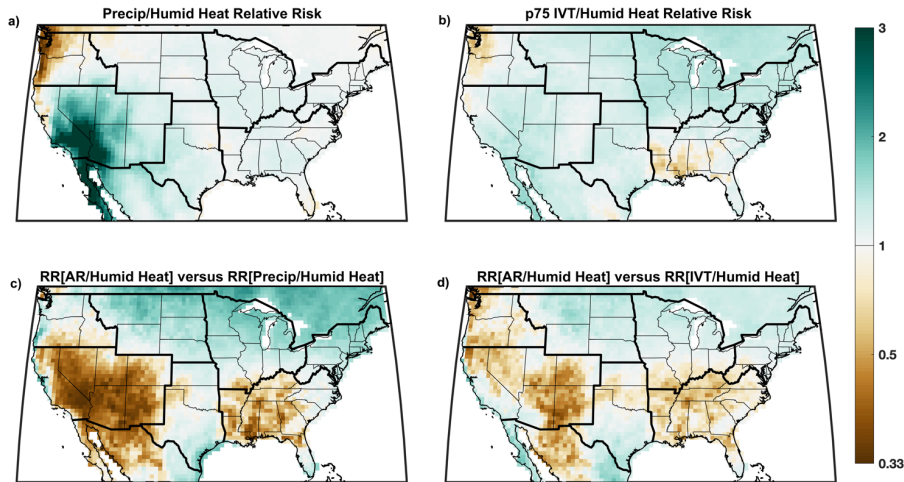 a) Precip/Humid Heat Relative Risk
b) p75 IVT/Humid Heat Relative Risk
3
2
1
0.5
0.33
c) RR[AR/Humid Heat] versus RR[Precip/Humid Heat]
d) RR[AR/Humid Heat] versus RR[IVT/Humid Heat]